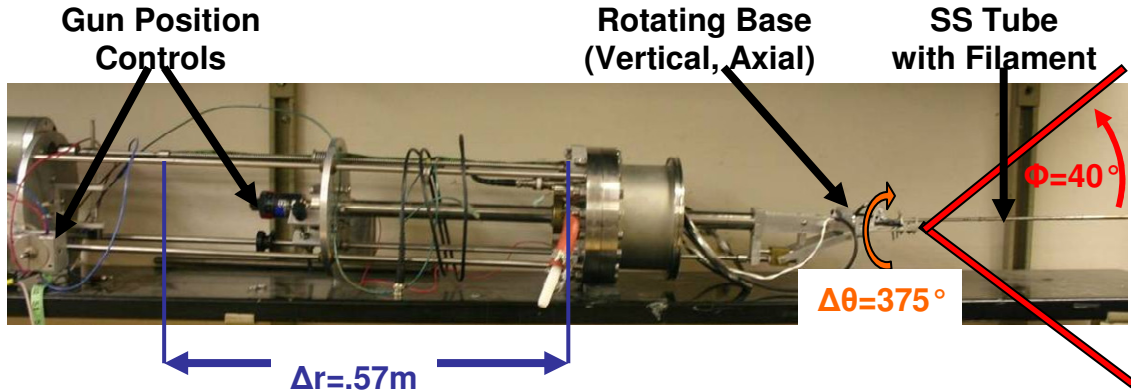 Gun Position
Controls
Rotating Base
(Vertical, Axial)
SS Tube
with Filament
Φ=40°
Δθ=375°
Δr=.57m